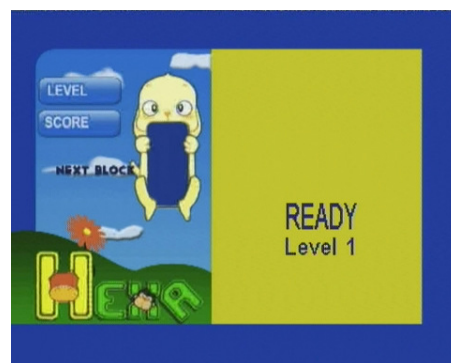 LEVEL
SCORE
NEXT BLOCK
READY
Level 1
HEXA